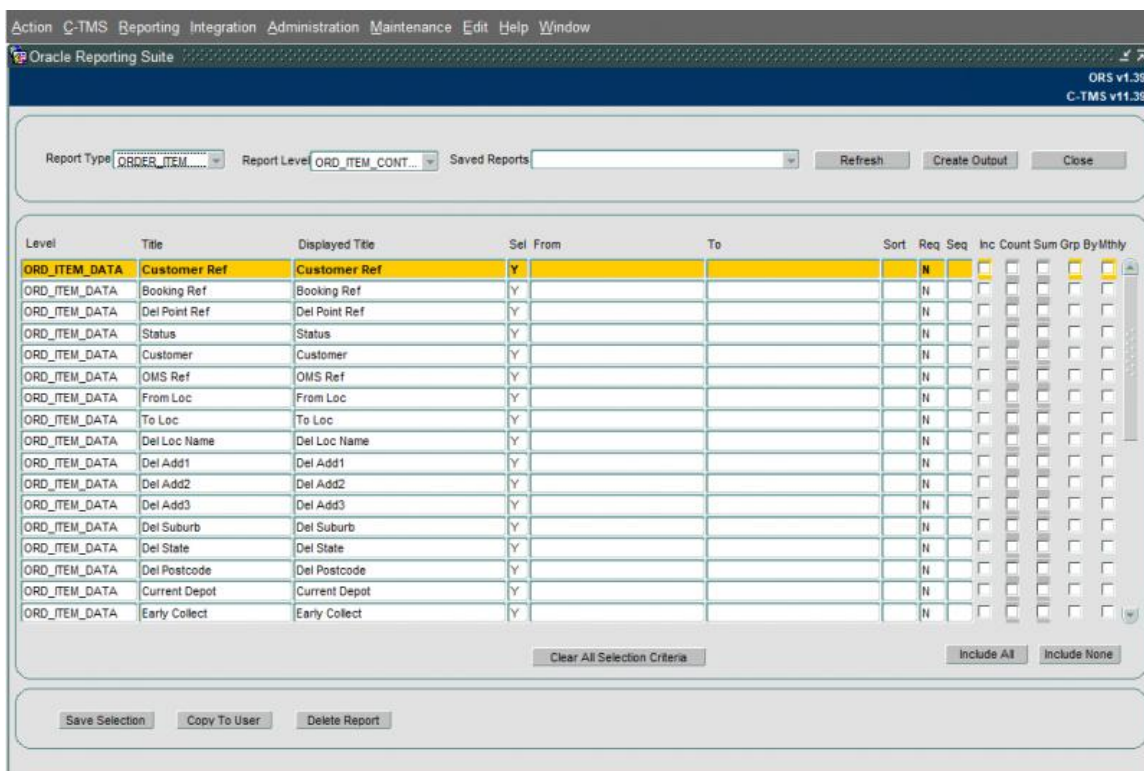 Action C-TMS Reporting Integration Administration Maintenance Edit Help Window
Oracle Reporting Suite
ORS v1.39
C-TMS v11.39
Report Type ORDER_ITEM Report Level ORD_ITEM_CONT... Saved Reports Refresh Create Output Close
Level Title Displayed Title Sel From To Sort Req Seq Inc Count Sum Grp By Mthly
ORD_ITEM_DATA Customer Ref Customer Ref Y N
ORD_ITEM_DATA Booking Ref Booking Ref Y N
ORD_ITEM_DATA Del Point Ref Del Point Ref Y N
ORD_ITEM_DATA Status Status Y N
ORD_ITEM_DATA Customer Customer Y N
ORD_ITEM_DATA OMS Ref OMS Ref Y N
ORD_ITEM_DATA From Loc From Loc Y N
ORD_ITEM_DATA To Loc To Loc Y N
ORD_ITEM_DATA Del Loc Name Del Loc Name Y N
ORD_ITEM_DATA Del Add1 Del Add1 Y N
ORD_ITEM_DATA Del Add2 Del Add2 Y N
ORD_ITEM_DATA Del Add3 Del Add3 Y N
ORD_ITEM_DATA Del Suburb Del Suburb Y N
ORD_ITEM_DATA Del State Del State Y N
ORD_ITEM_DATA Del Postcode Del Postcode Y N
ORD_ITEM_DATA Current Depot Current Depot Y N
ORD_ITEM_DATA Early Collect Early Collect Y N
Clear All Selection Criteria Include All Include None
Save Selection Copy To User Delete Report